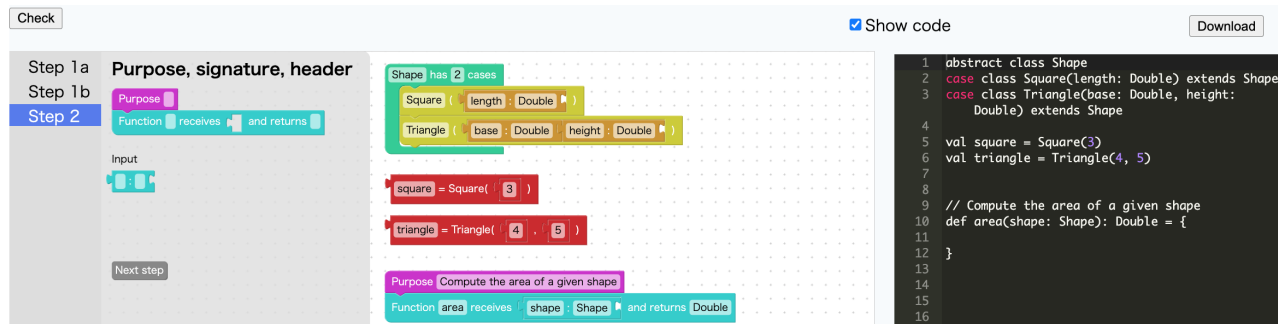 Check
Show code
Download
Step 1a
Step 1b
Step 2
Purpose, signature, header
Purpose
Function receives and returns
Input
:
Next step
Shape has 2 cases
Square ( length : Double )
Triangle ( base : Double height : Double )
square = Square( 3 )
triangle = Triangle( 4 , 5 )
Purpose Compute the area of a given shape
Function area receives shape : Shape and returns Double
1 abstract class Shape
2 case class Square(length: Double) extends Shape
3 case class Triangle(base: Double, height:
Double) extends Shape
4
5 val square = Square(3)
6 val triangle = Triangle(4, 5)
7
8
9 // Compute the area of a given shape
10 def area(shape: Shape): Double = {
11
12 }
13
14
15
16